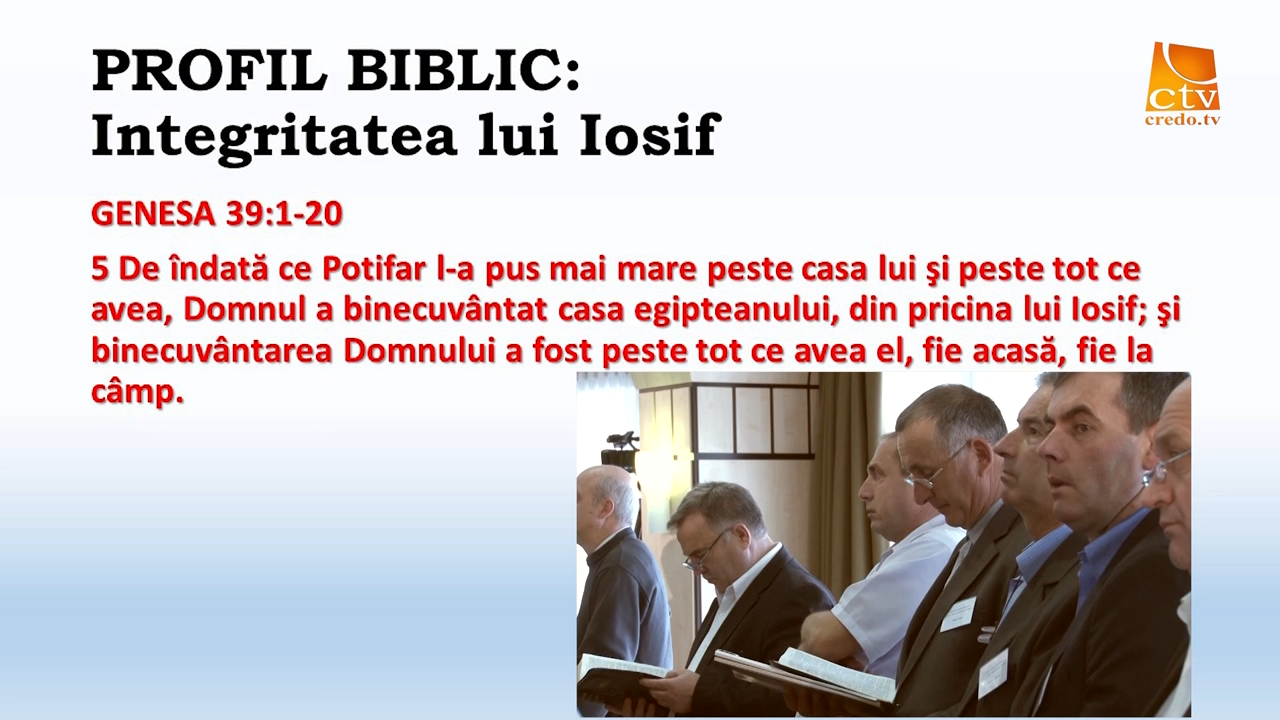 PROFIL BIBLIC:
Integritatea lui Iosif
ctv
credo.tv
GENESA 39:1-20
5 De îndată ce Potifar l-a pus mai mare peste casa lui şi peste tot ce
avea, Domnul a binecuvântat casa egipteanului, din pricina lui Iosif; şi
binecuvântarea Domnului a fost peste tot ce avea el, fie acasă, fie la
câmp.